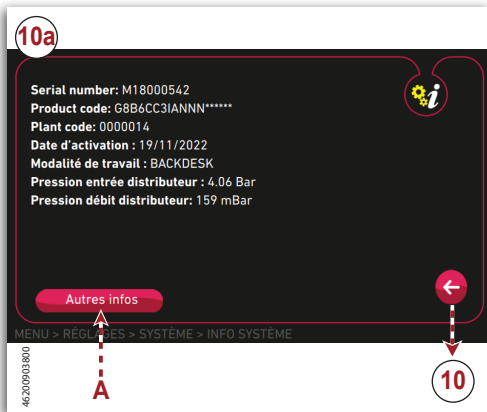 10a
Serial number: M18000542
Product code: G8B6CC3IANNN******
Plant code: 0000014
Date d'activation : 19/11/2022
Modalité de travail : BACKDESK
Pression entrée distributeur : 4.06 Bar
Pression débit distributeur: 159 mBar
i
Autres infos
MENU > RÉGLAGES > SYSTÈME > INFO SYSTÈME
46200903800
A
10